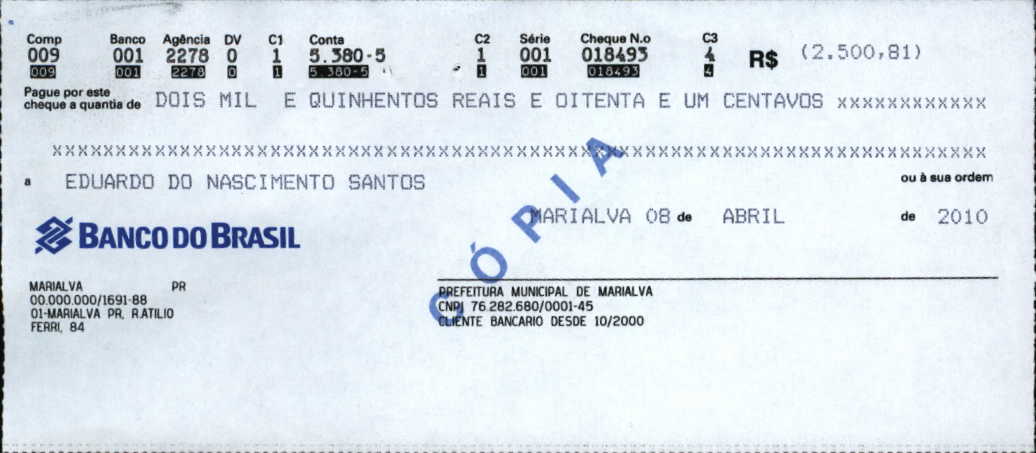 Comp Banco Agência DV C1 Conta C2 Série Cheque N.o C3
009 001 2278 0 1 5.380-5 1 001 018493 4 R$ (2.500,81)
009 001 2278 0 1 5.380-5 1 001 018493 4
Pague por este
cheque a quantia de DOIS MIL E QUINHENTOS REAIS E OITENTA E UM CENTAVOS XXXXXXXXXXXX
XXXXXXXXXXXXXXXXXXXXXXXXXXXXXXXXXXXXXXXXXXXXXXXXXXXXXXXXXXXXXXXXXXXXXXXXX
a EDUARDO DO NASCIMENTO SANTOS ou à sua ordem
MARIALVA 08 de ABRIL de 2010
BANCO DO BRASIL
CÓPIA
MARIALVA PR
00.000.000/1691-88
01-MARIALVA PR, R.ATILIO
FERRI, 84
PREFEITURA MUNICIPAL DE MARIALVA
CNPJ 76.282.680/0001-45
CLIENTE BANCARIO DESDE 10/2000